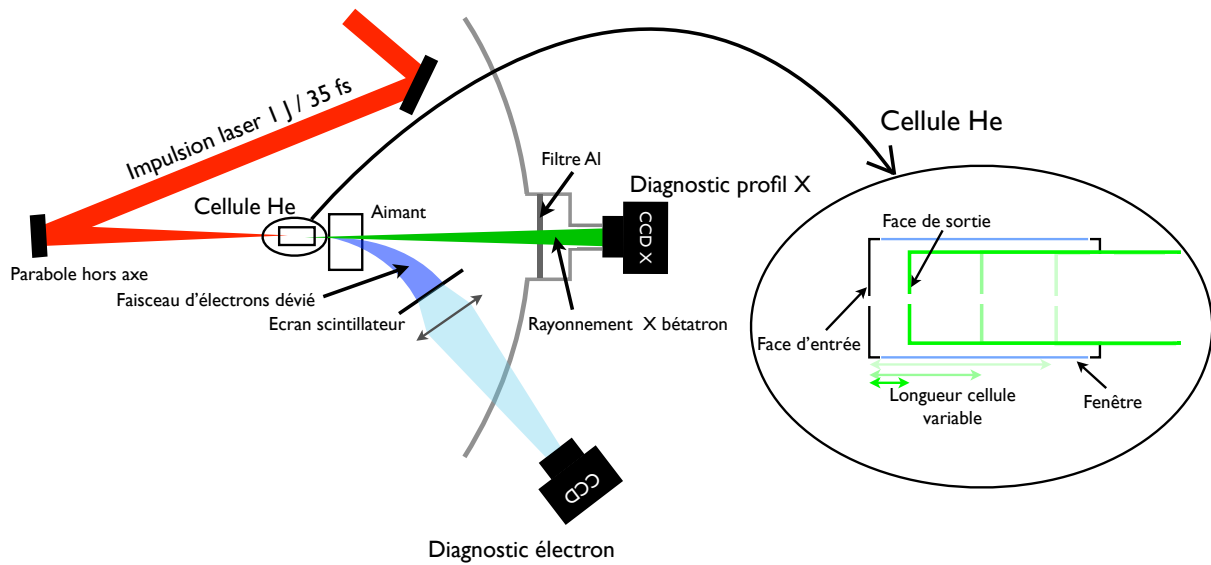 Impulsion laser 1 J / 35 fs
Cellule He
Parabole hors axe
Aimant
Filtre Al
Diagnostic profil X
CCD X
Faisceau d'électrons dévié
Ecran scintillateur
Rayonnement X bétatron
CCD
Diagnostic électron
Cellule He
Face de sortie
Face d'entrée
Longueur cellule
variable
Fenêtre